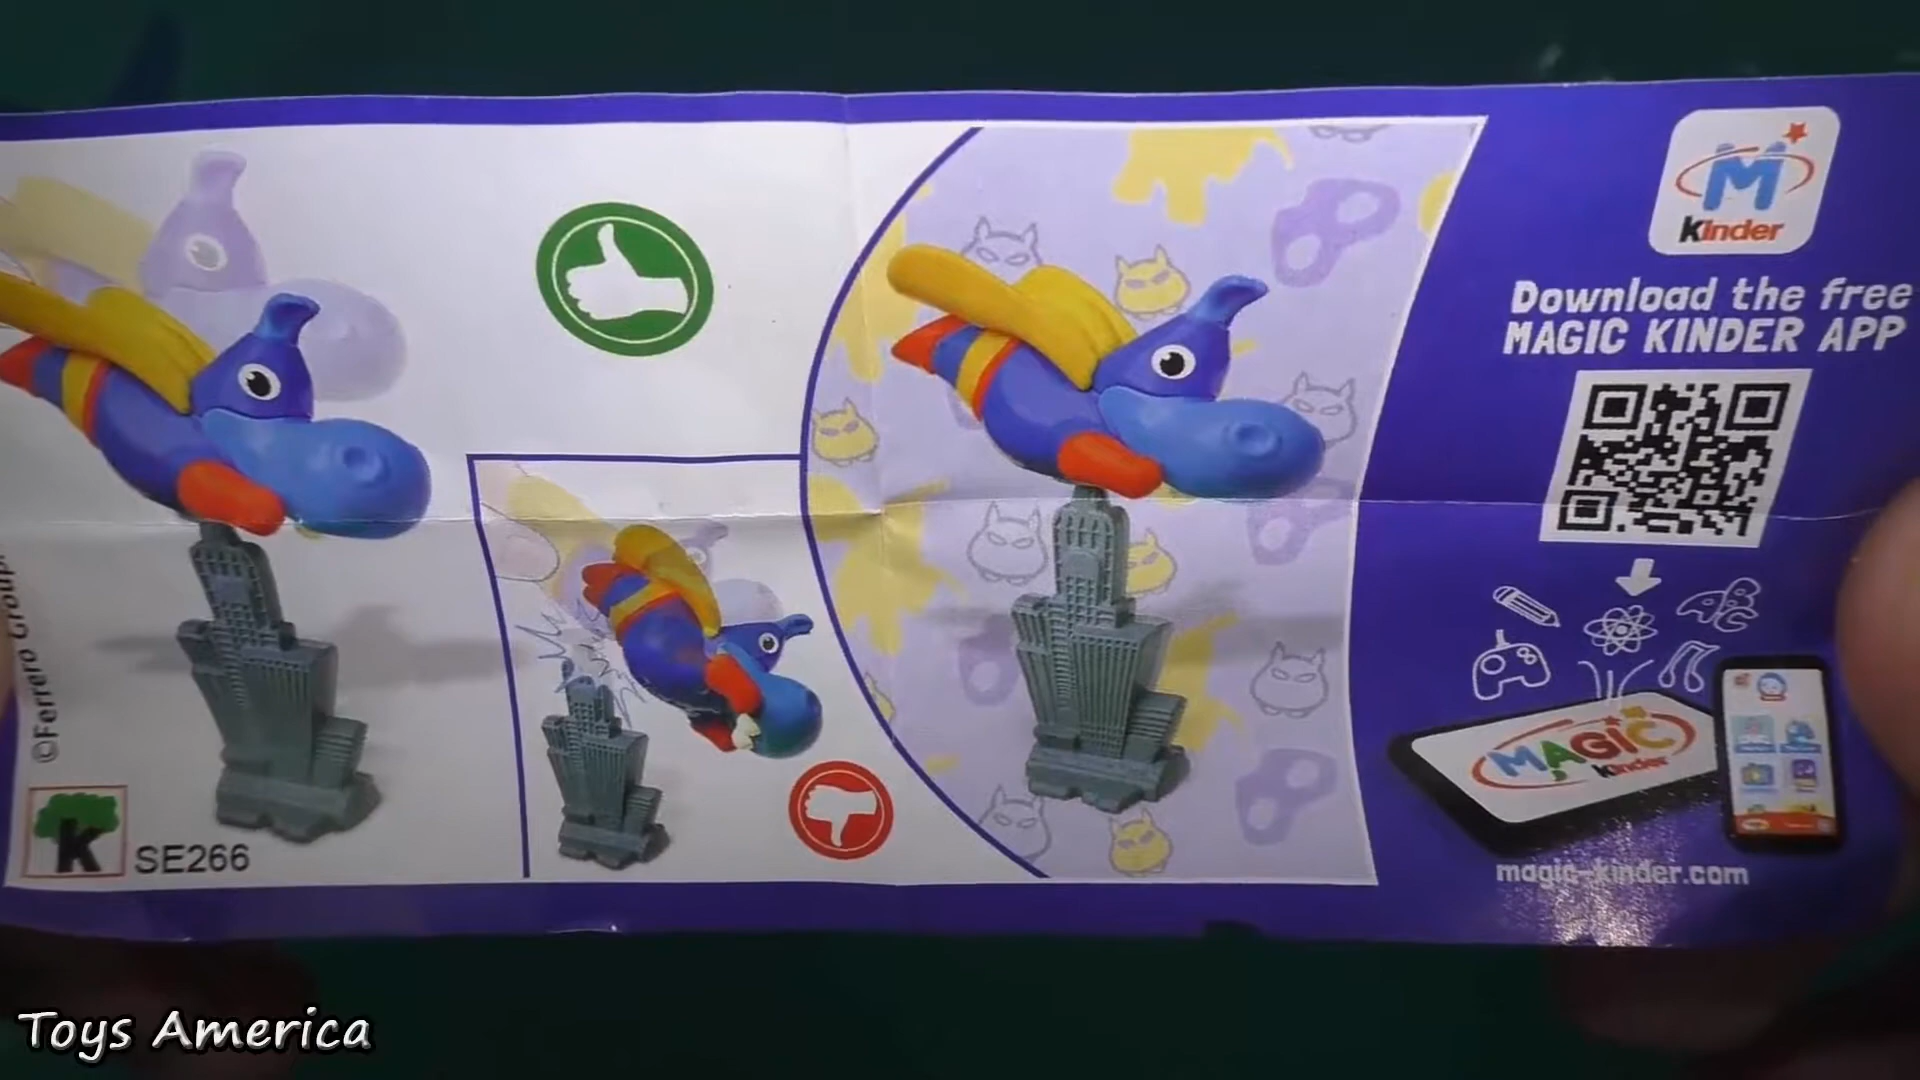 M
Kinder
Download the free
MAGIC KINDER APP
MAGIC
Kinder
magic-kinder.com
©Ferrero Group
K
SE266
Toys America